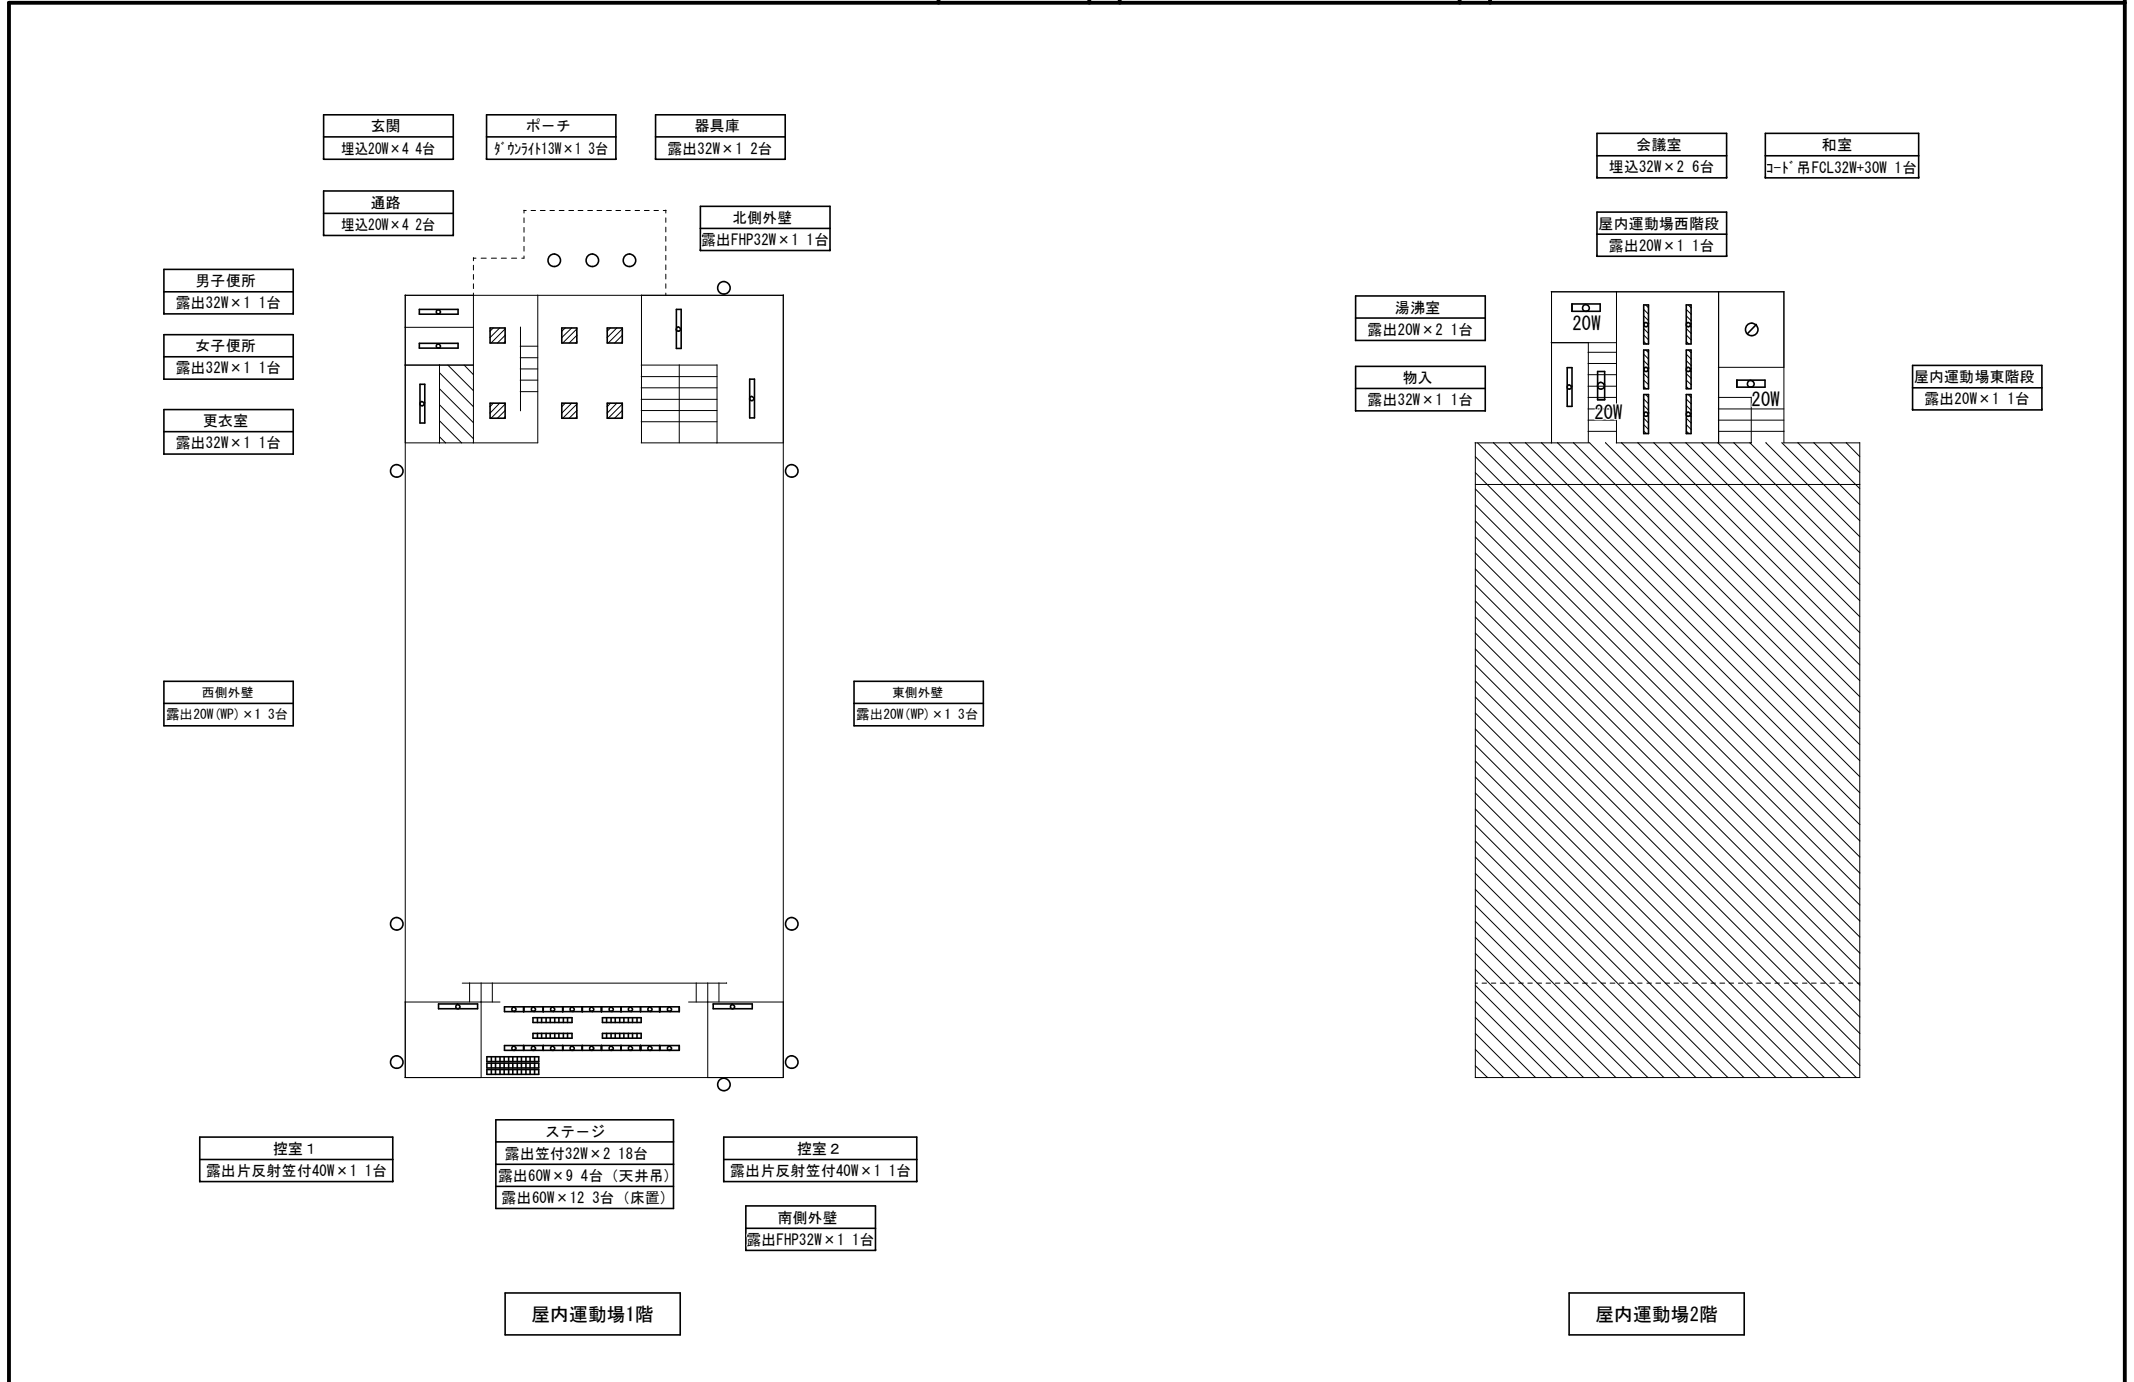 玄関
埋込20W×4 4台
ポーチ
ダウンライト13W×1 3台
器具庫
露出32W×1 2台
通路
埋込20W×4 2台
北側外壁
露出FHP32W×1 1台
男子便所
露出32W×1 1台
女子便所
露出32W×1 1台
更衣室
露出32W×1 1台
西側外壁
露出20W(WP)×1 3台
東側外壁
露出20W(WP)×1 3台
控室１
露出片反射笠付40W×1 1台
ステージ
露出笠付32W×2 18台
露出60W×9 4台（天井吊）
露出60W×12 3台（床置）
控室２
露出片反射笠付40W×1 1台
南側外壁
露出FHP32W×1 1台
屋内運動場1階
会議室
埋込32W×2 6台
和室
コード吊FCL32W+30W 1台
屋内運動場西階段
露出20W×1 1台
湯沸室
露出20W×2 1台
物入
露出32W×1 1台
屋内運動場東階段
露出20W×1 1台
20W
20W
20W
屋内運動場2階